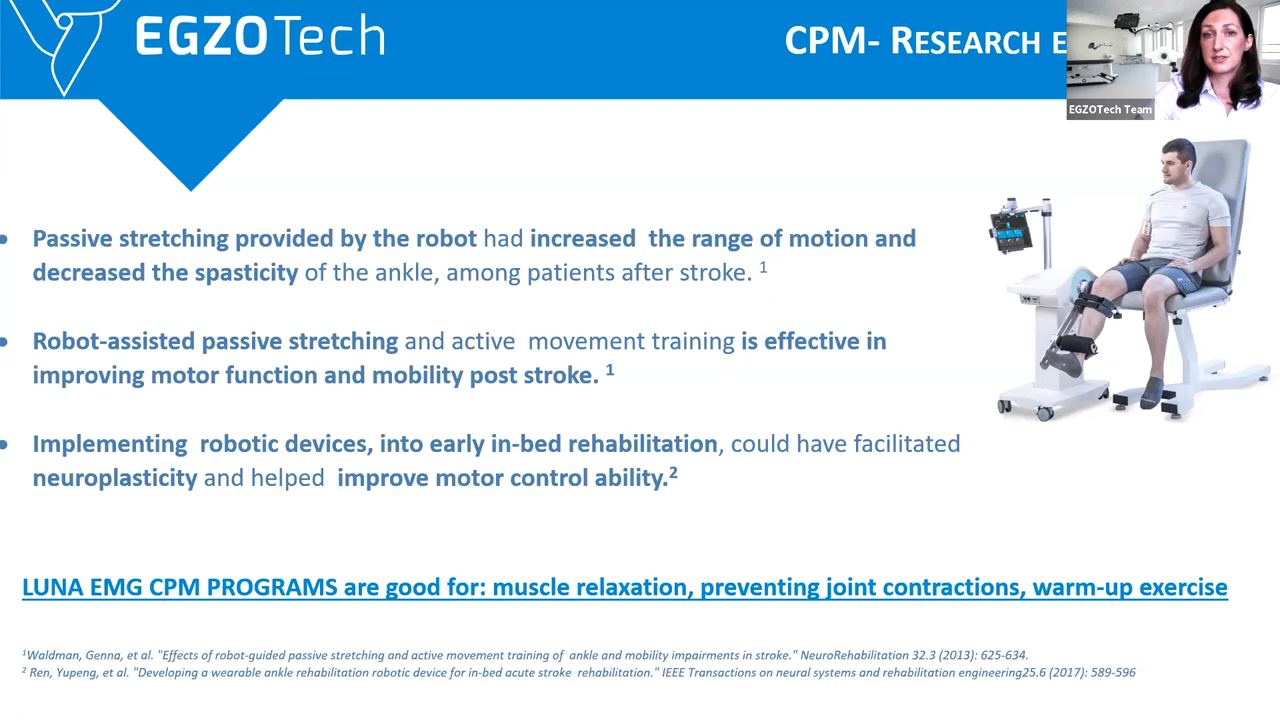 EGZOTech
CPM- RESEARCH E
EGZOTech Team
• Passive stretching provided by the robot had increased the range of motion and
decreased the spasticity of the ankle, among patients after stroke. 1
• Robot-assisted passive stretching and active movement training is effective in
improving motor function and mobility post stroke. 1
• Implementing robotic devices, into early in-bed rehabilitation, could have facilitated
neuroplasticity and helped improve motor control ability.2
LUNA EMG CPM PROGRAMS are good for: muscle relaxation, preventing joint contractions, warm-up exercise
1Waldman, Genna, et al. "Effects of robot-guided passive stretching and active movement training of ankle and mobility impairments in stroke." NeuroRehabilitation 32.3 (2013): 625-634.
2 Ren, Yupeng, et al. "Developing a wearable ankle rehabilitation robotic device for in-bed acute stroke rehabilitation." IEEE Transactions on neural systems and rehabilitation engineering25.6 (2017): 589-596